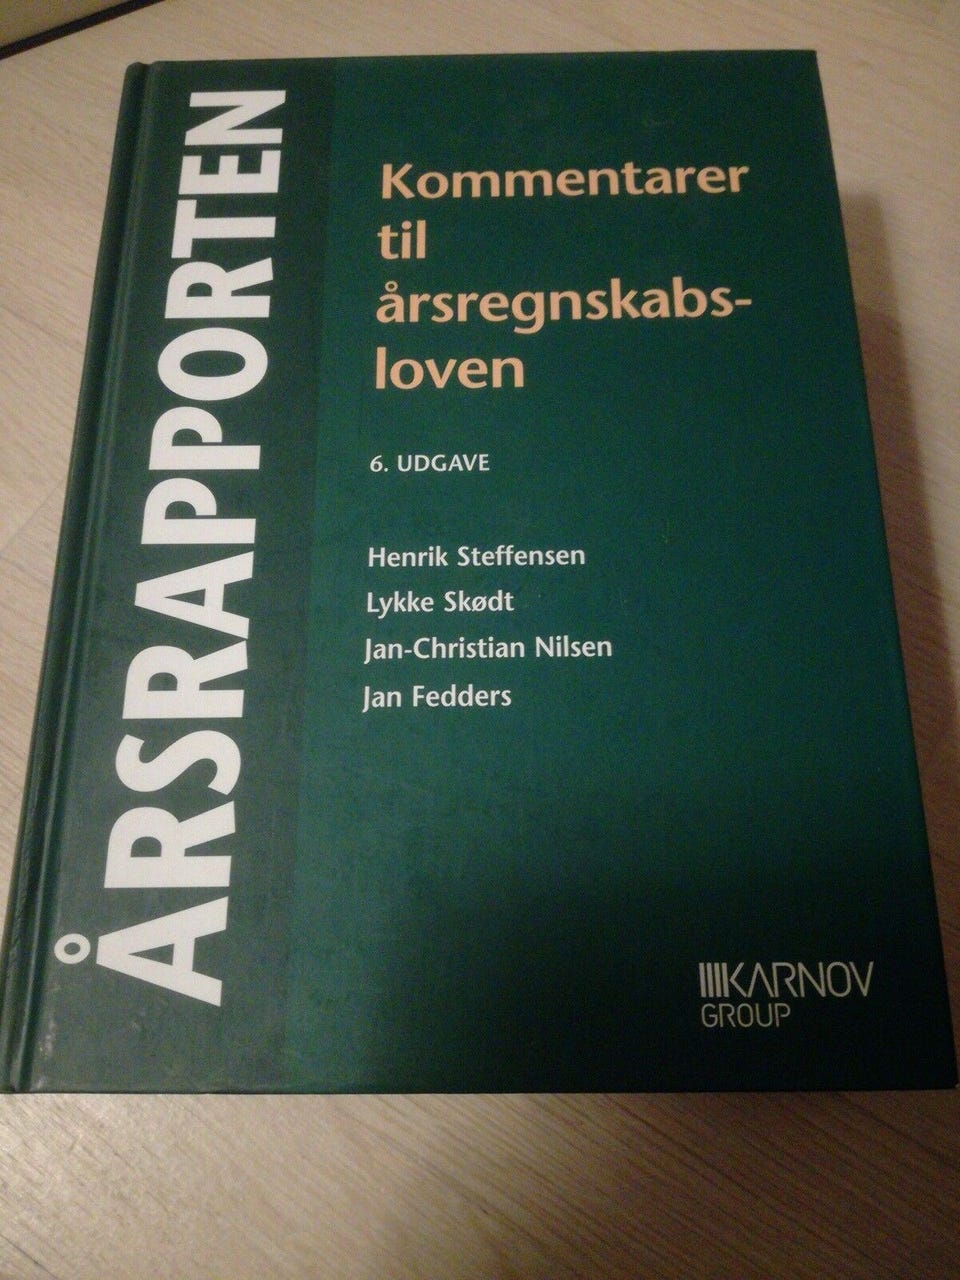 ÅRSRAPPORTEN
Kommentarer
til
årsregnskabs-
loven
6. UDGAVE
Henrik Steffensen
Lykke Skødt
Jan-Christian Nilsen
Jan Fedders
KARNOV
GROUP